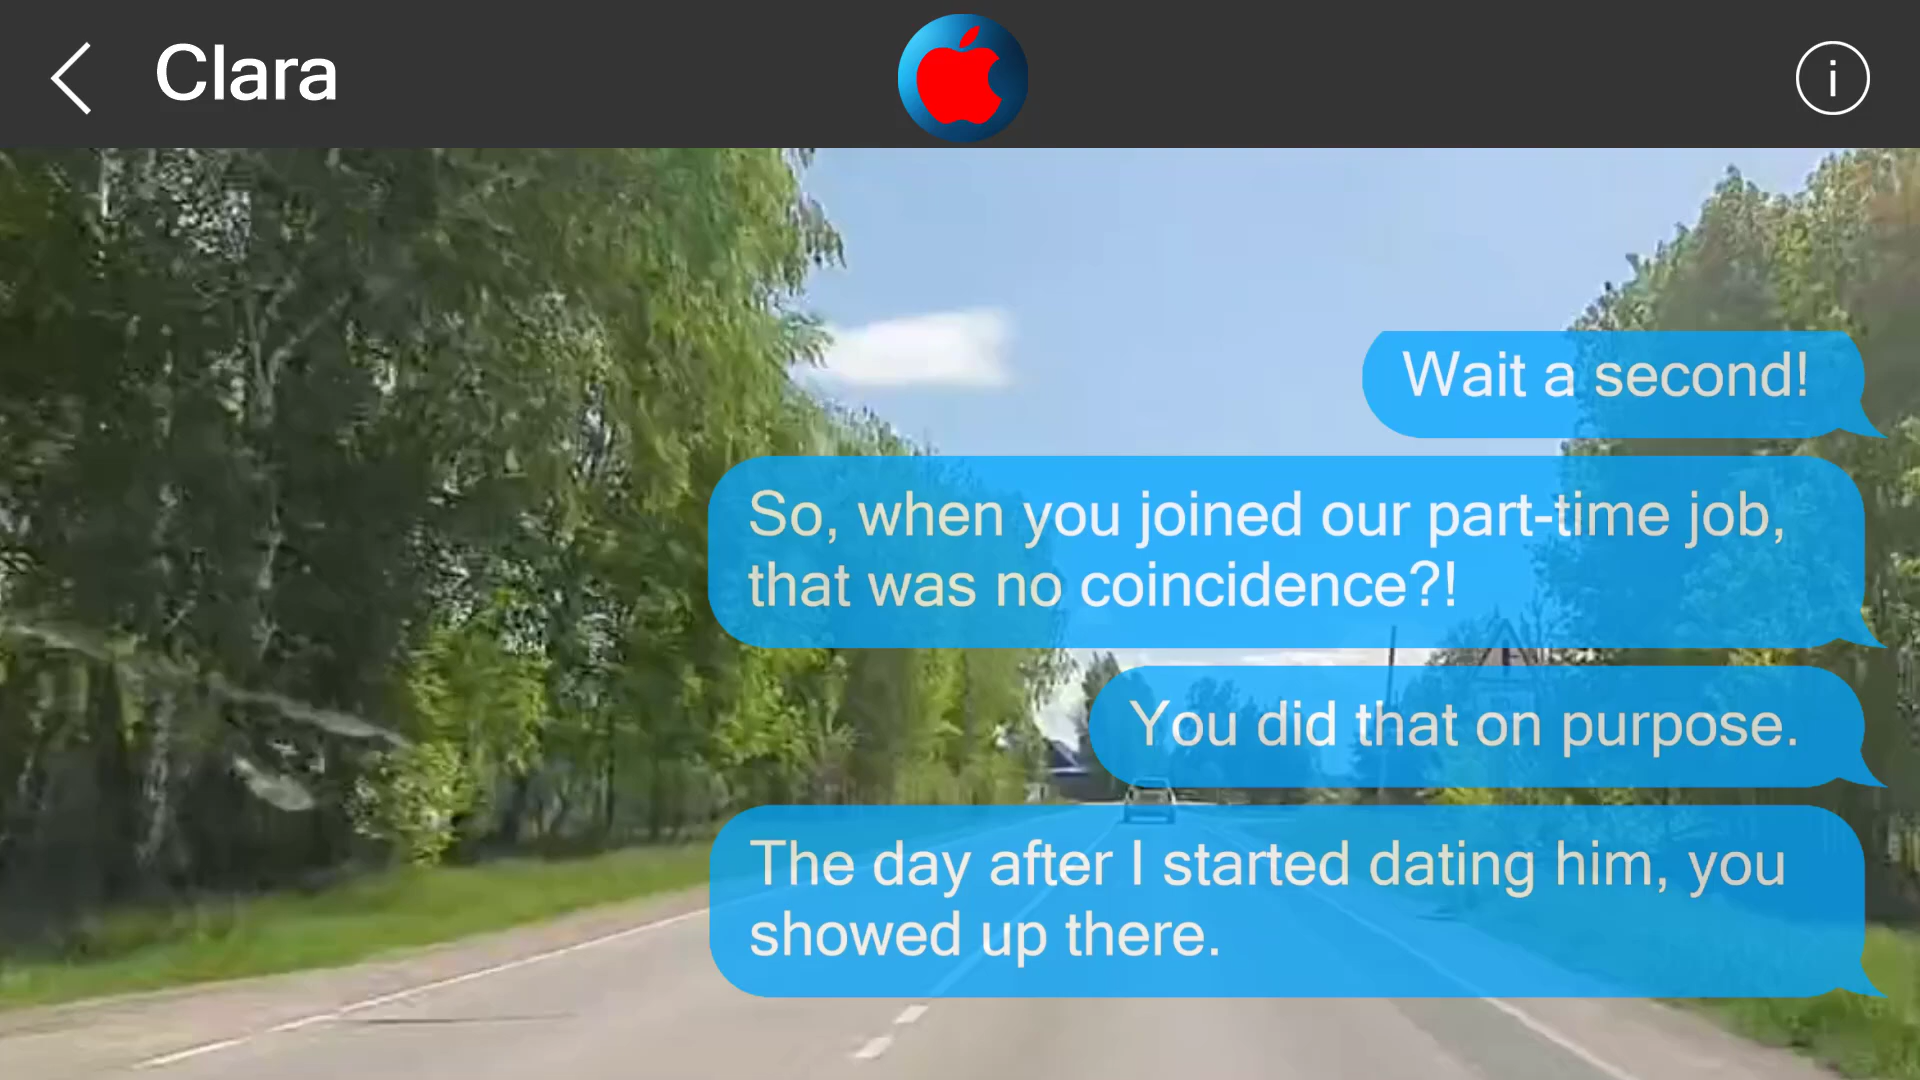 Clara
i
Wait a second!
So, when you joined our part-time job,
that was no coincidence?!
You did that on purpose.
The day after I started dating him, you
showed up there.